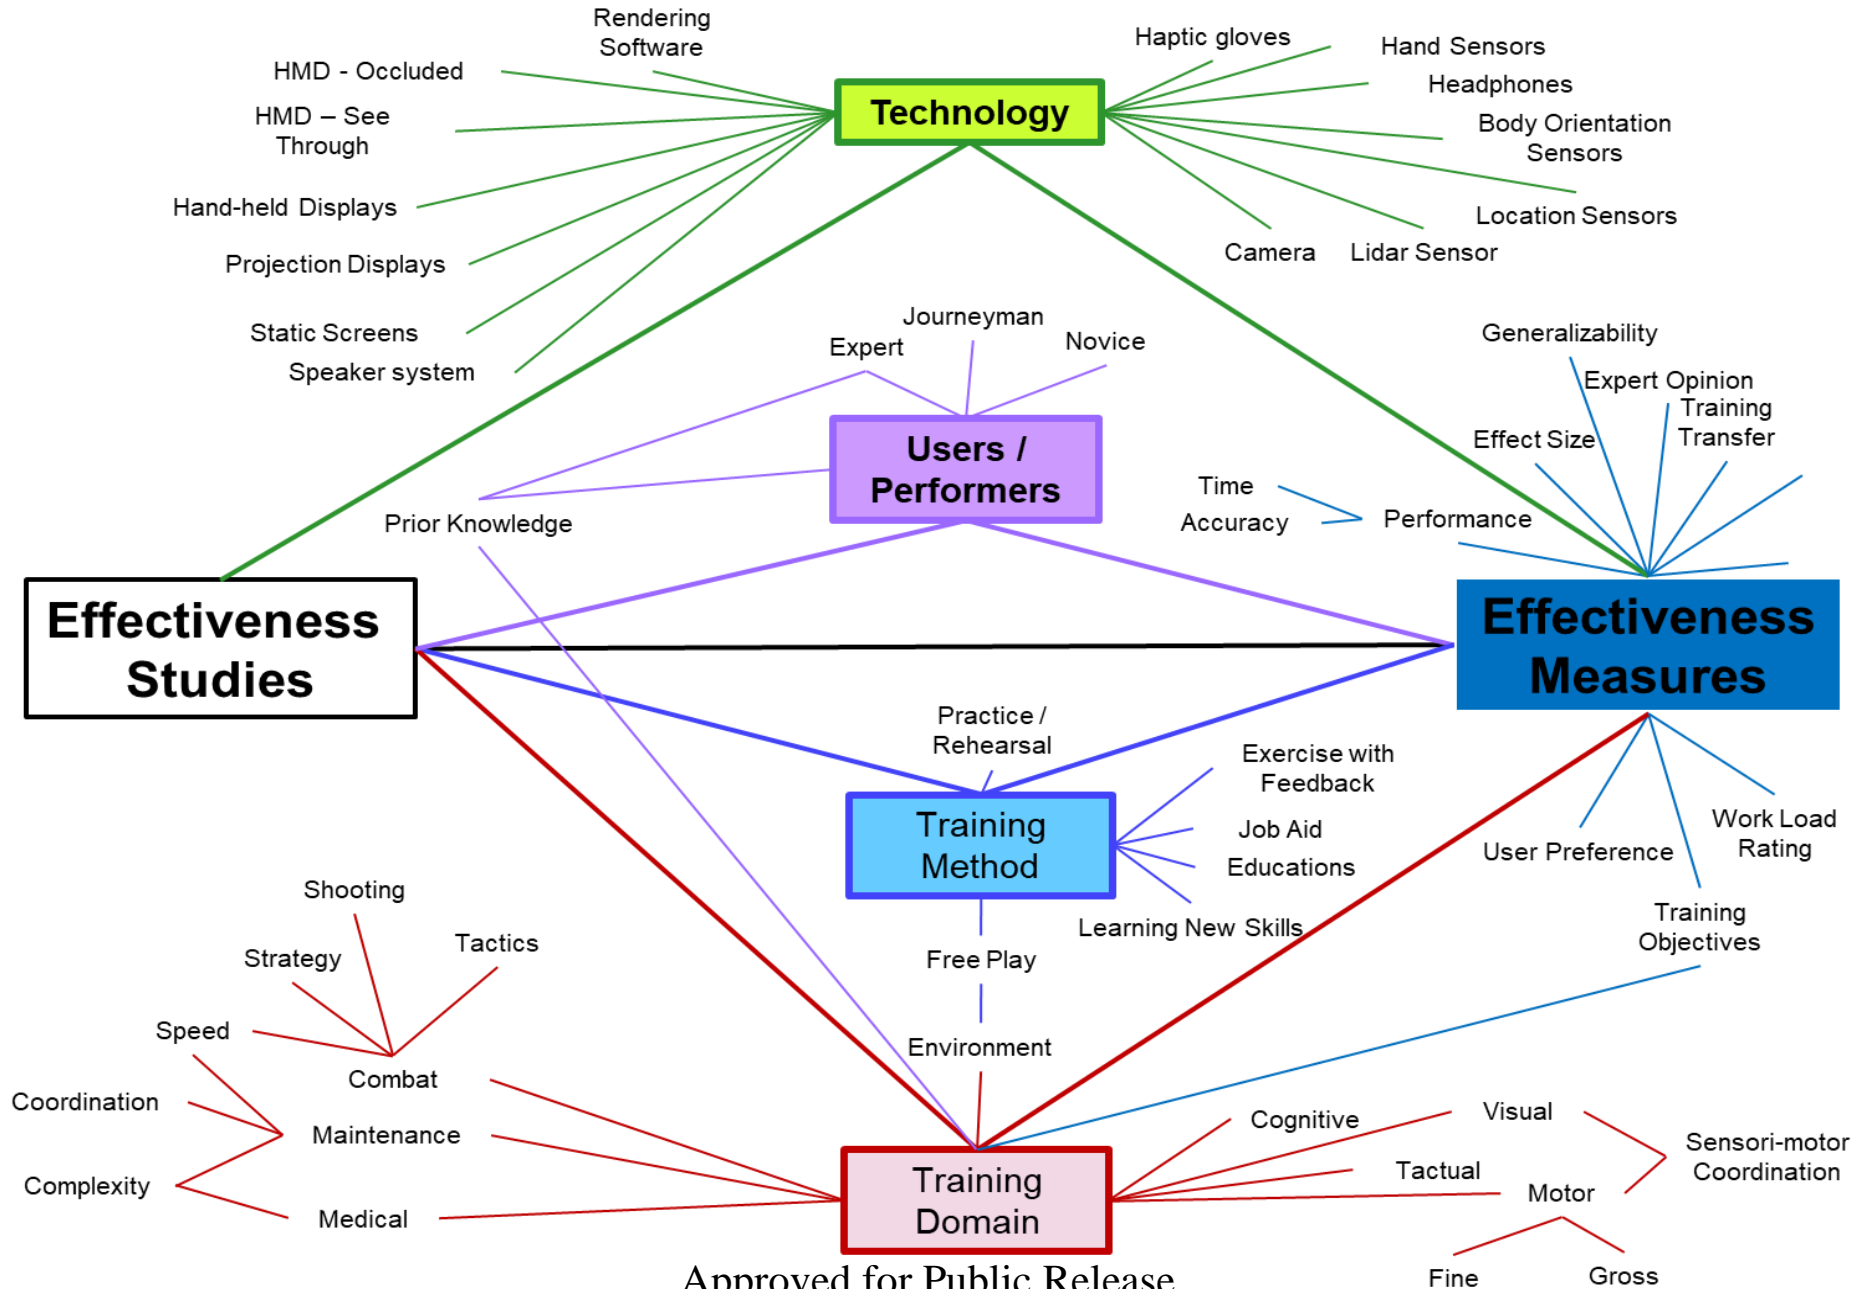 Rendering
Software
Haptic gloves
Hand Sensors
HMD - Occluded
Headphones
Technology
HMD – See
Through
Body Orientation
Sensors
Hand-held Displays
Location Sensors
Projection Displays
Camera
Lidar Sensor
Static Screens
Speaker system
Journeyman
Expert
Novice
Generalizability
Expert Opinion
Training
Transfer
Effect Size
Users /
Performers
Time
Accuracy
Performance
Prior Knowledge
Effectiveness
Studies
Effectiveness
Measures
Practice /
Rehearsal
Exercise with
Feedback
Training
Method
Job Aid
Educations
Learning New Skills
User Preference
Work Load
Rating
Training
Objectives
Free Play
Environment
Shooting
Strategy
Tactics
Speed
Combat
Coordination
Maintenance
Complexity
Medical
Training
Domain
Cognitive
Visual
Tactual
Motor
Sensori-motor
Coordination
Fine
Gross
Approved for Public Release